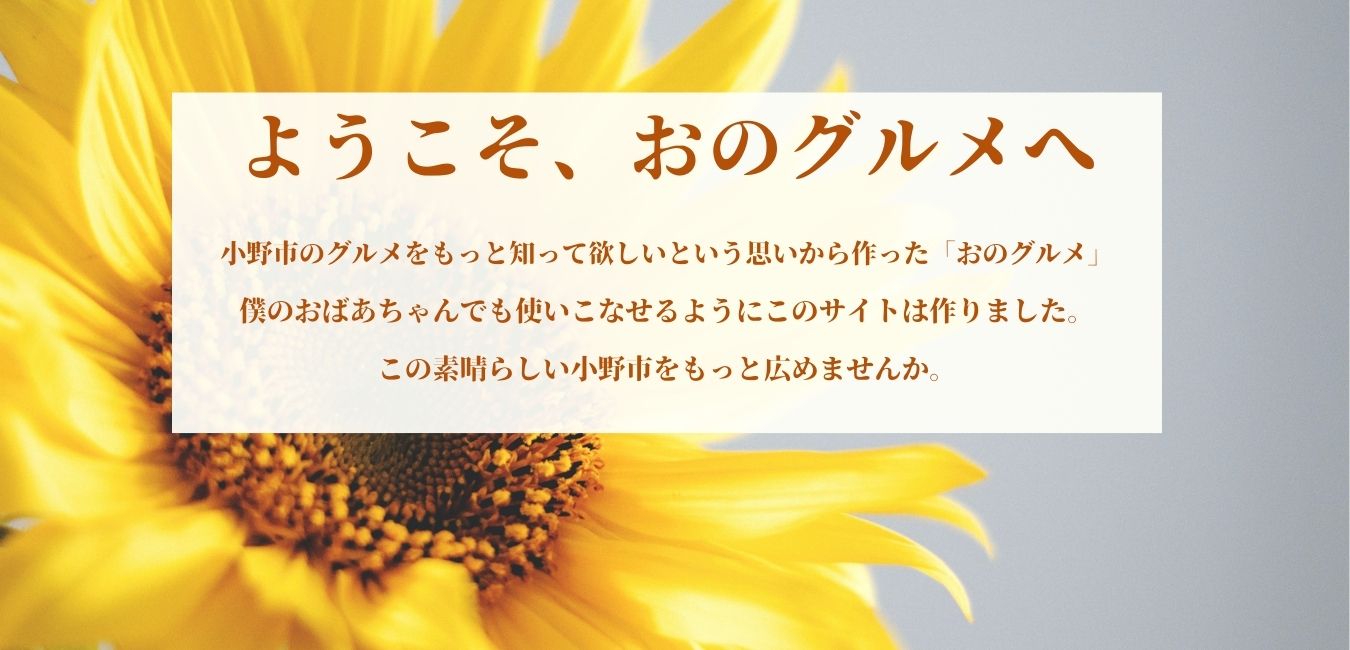 ようこそ、おのグルメへ
小野市のグルメをもっと知って欲しいという思いから作った「おのグルメ」
僕のおばあちゃんでも使いこなせるようにこのサイトは作りました。
この素晴らしい小野市をもっと広めませんか。